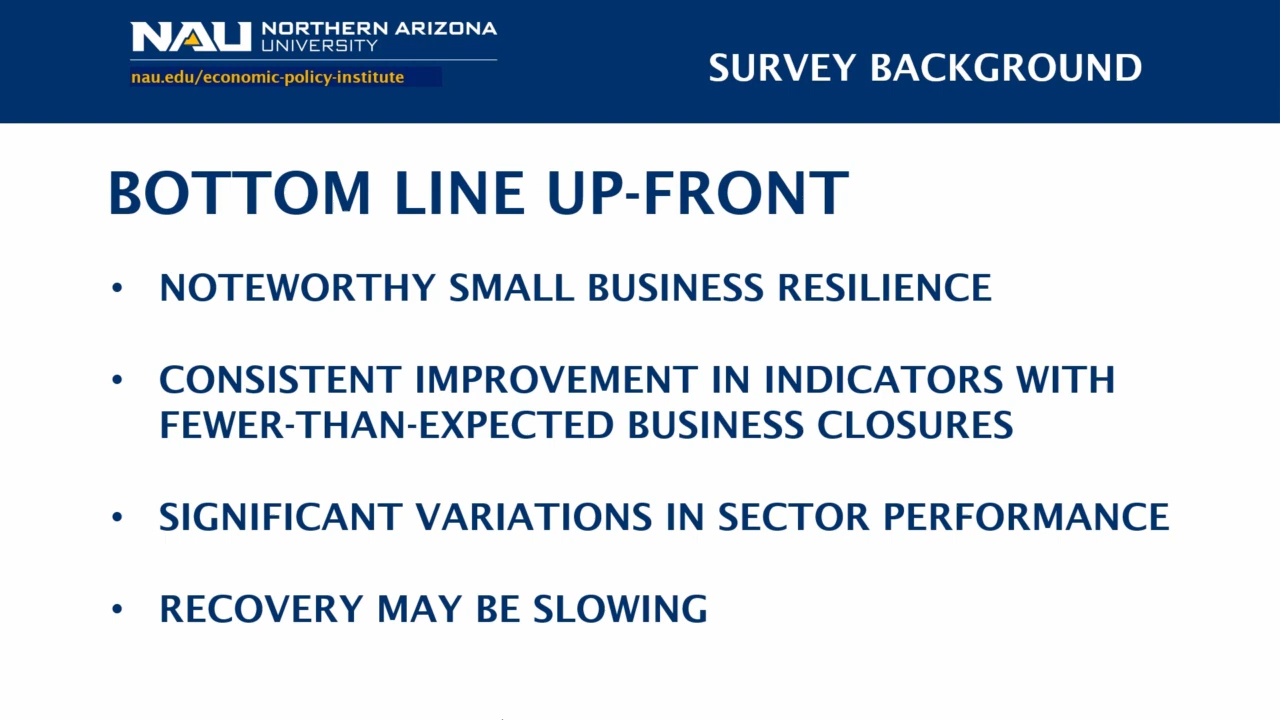 NAU NORTHERN ARIZONA
UNIVERSITY
nau.edu/economic-policy-institute
SURVEY BACKGROUND
BOTTOM LINE UP-FRONT
• NOTEWORTHY SMALL BUSINESS RESILIENCE
• CONSISTENT IMPROVEMENT IN INDICATORS WITH
FEWER-THAN-EXPECTED BUSINESS CLOSURES
• SIGNIFICANT VARIATIONS IN SECTOR PERFORMANCE
• RECOVERY MAY BE SLOWING